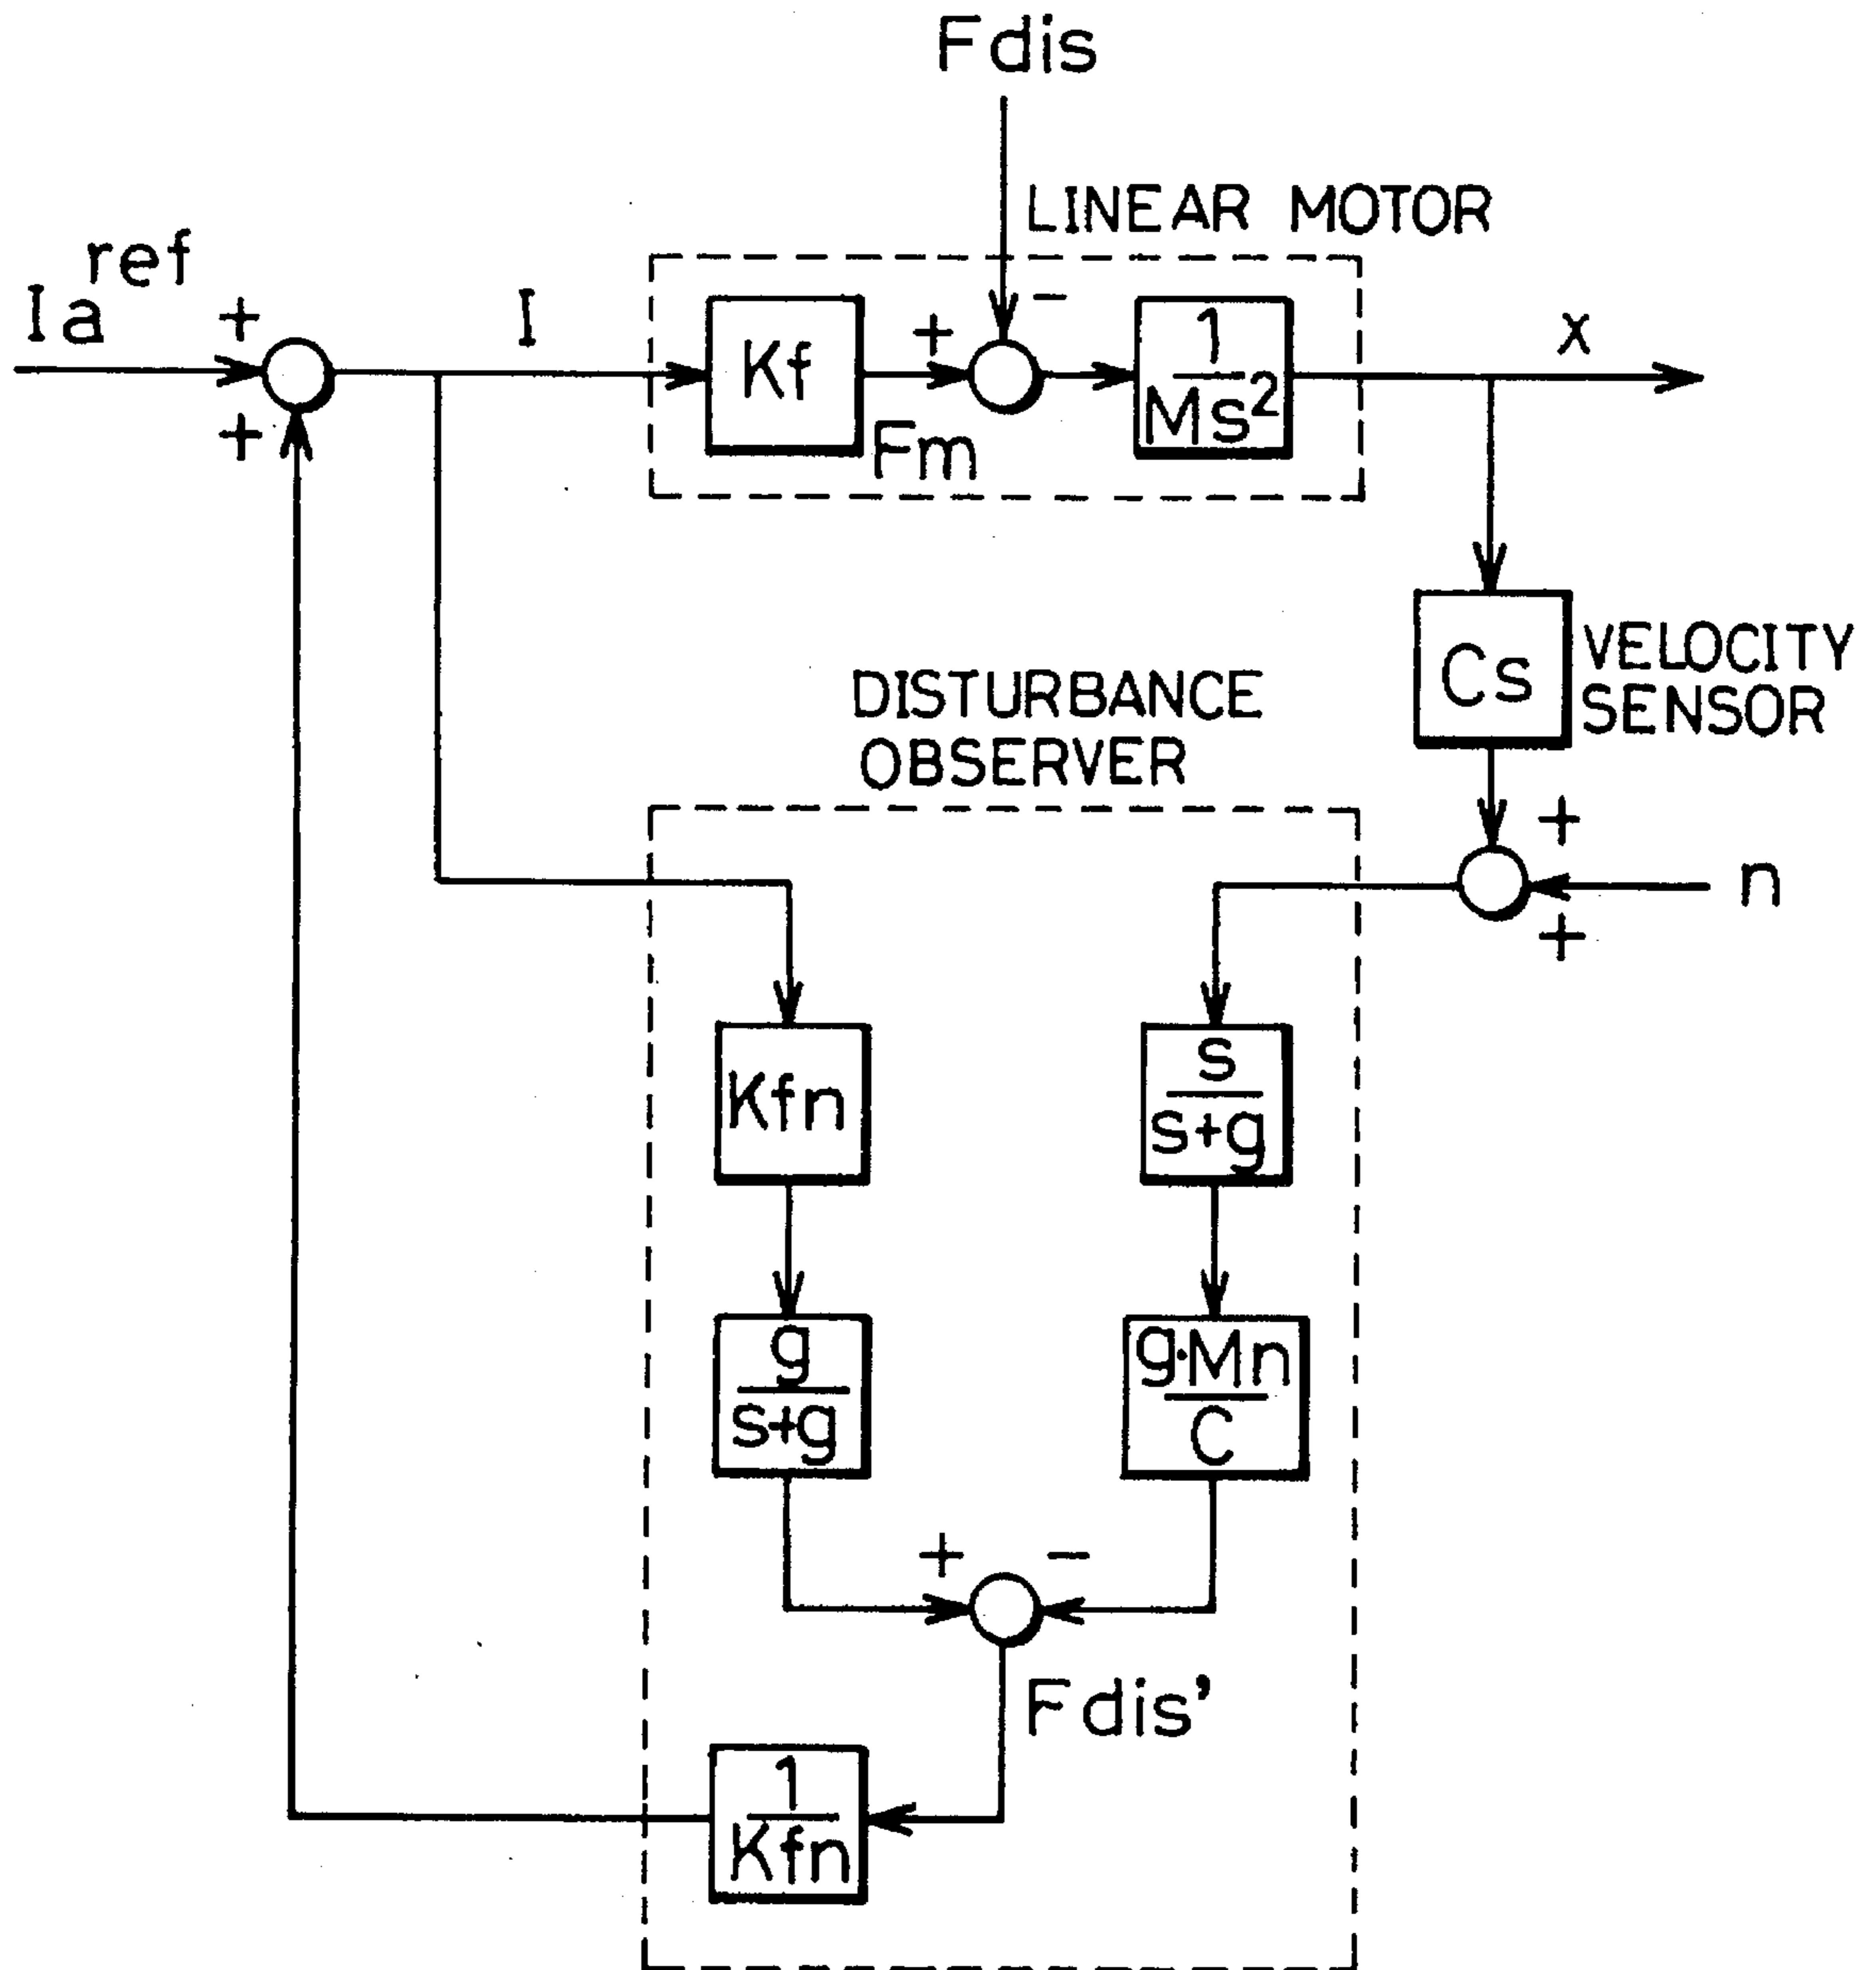 Fdis
LINEAR MOTOR
Ia^ref
+
+
I
Kf
+
-
Fm
1
Ms²
x
Cs
VELOCITY
SENSOR
DISTURBANCE
OBSERVER
+
n
+
Kfn
s
s+g
g
s+g
g·Mn
C
+
-
Fdis'
1
Kfn